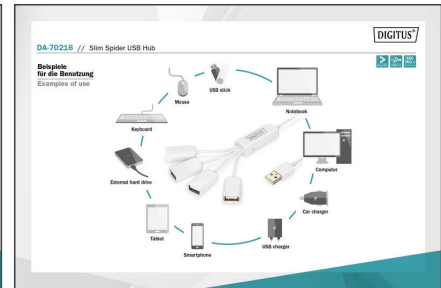 DIGITUS®
DA-70216 // Slim Spider USB Hub
Beispiele
für die Benutzung
Examples of use
USB stick
Mouse
Notebook
Keyboard
DIGITUS
Computer
External hard drive
Car charger
Tablet
USB charger
Smartphone